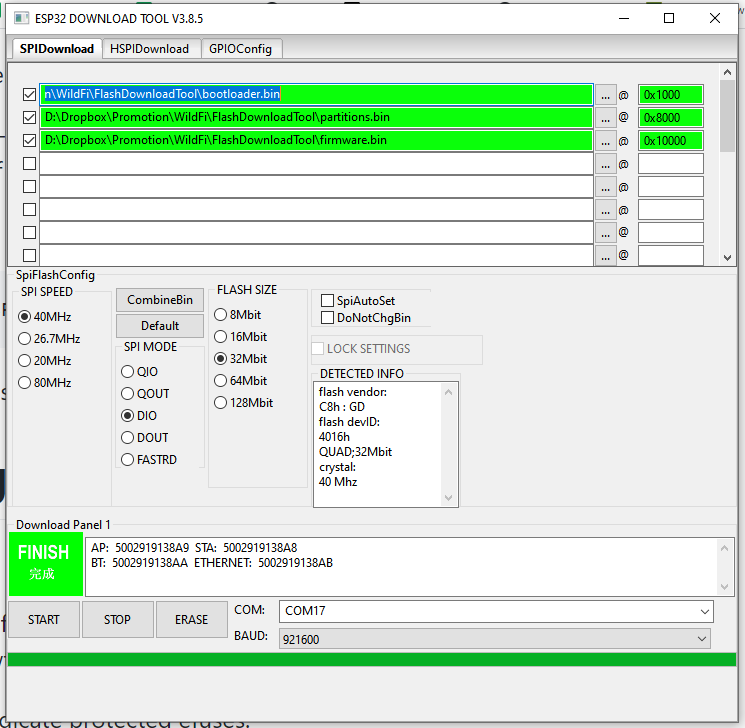 ESP32 DOWNLOAD TOOL V3.8.5
SPIDownload HSPIDownload GPIOConfig
n\WildFi\FlashDownloadTool\bootloader.bin ... @ 0x1000
D:\Dropbox\Promotion\WildFi\FlashDownloadTool\partitions.bin ... @ 0x8000
D:\Dropbox\Promotion\WildFi\FlashDownloadTool\firmware.bin ... @ 0x10000
... @
... @
... @
... @
... @
SpiFlashConfig
SPI SPEED
40MHz
26.7MHz
20MHz
80MHz
CombineBin
Default
SPI MODE
QIO
QOUT
DIO
DOUT
FASTRD
FLASH SIZE
8Mbit
16Mbit
32Mbit
64Mbit
128Mbit
SpiAutoSet
DoNotChgBin
LOCK SETTINGS
DETECTED INFO
flash vendor:
C8h : GD
flash devID:
4016h
QUAD;32Mbit
crystal:
40 Mhz
Download Panel 1
FINISH
完成
AP: 5002919138A9 STA: 5002919138A8
BT: 5002919138AA ETHERNET: 5002919138AB
START STOP ERASE
COM: COM17
BAUD: 921600
dicate protected efuses.